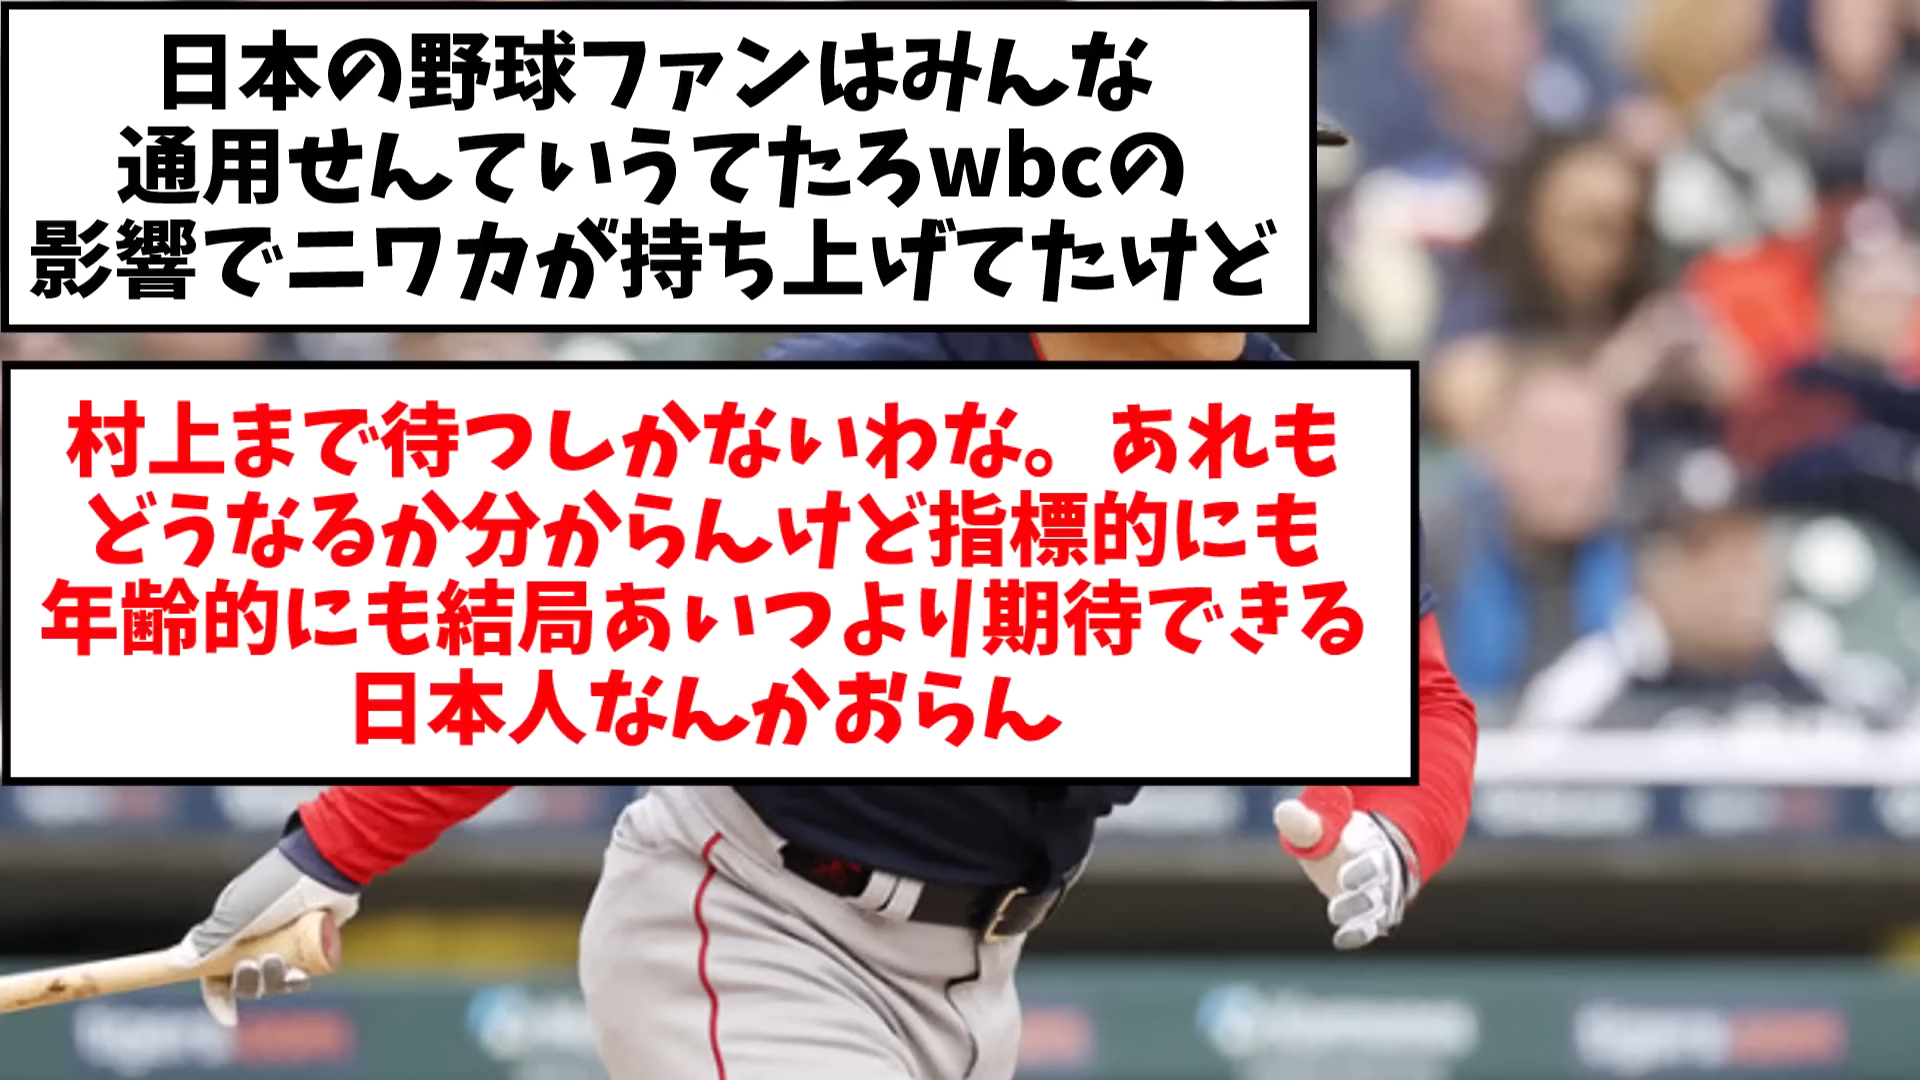 日本の野球ファンはみんな
通用せんていうてたろwbcの
影響でニワカが持ち上げてたけど
村上まで待つしかないわな。あれも
どうなるか分からんけど指標的にも
年齢的にも結局あいつより期待できる
日本人なんかおらん